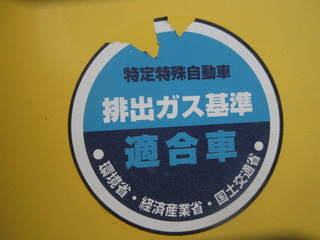 特定特殊自動車
排出ガス基準
適合車
・環境省・経済産業省・国土交通省・